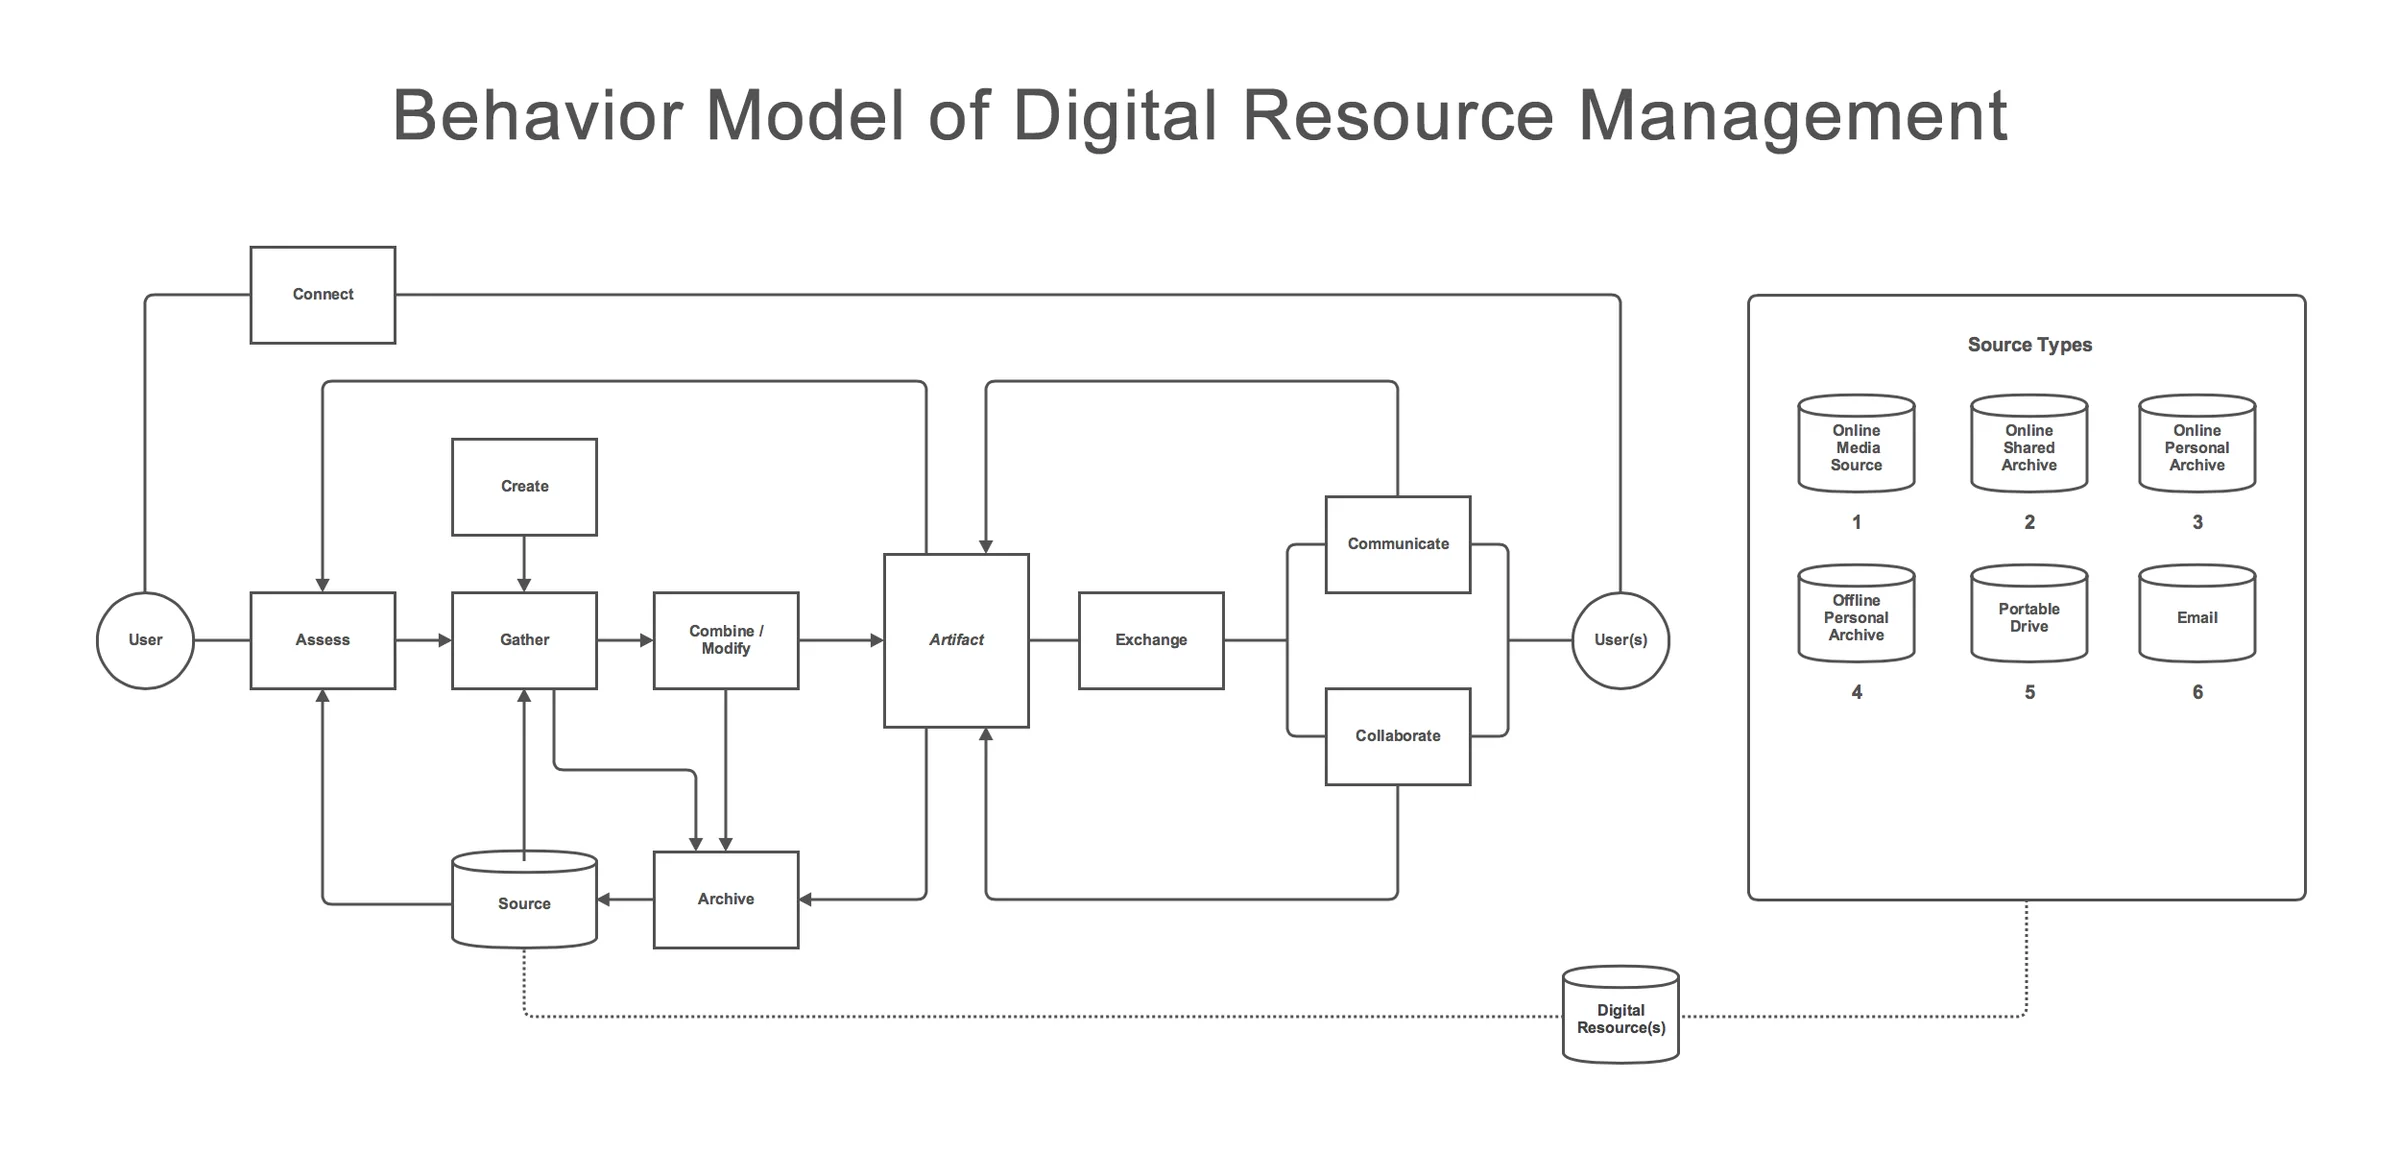 Behavior Model of Digital Resource Management
Connect
Create
User
Assess
Gather
Combine /
Modify
Artifact
Exchange
Communicate
Collaborate
User(s)
Source
Archive
Source Types
Online
Media
Source
1
Online
Shared
Archive
2
Online
Personal
Archive
3
Offline
Personal
Archive
4
Portable
Drive
5
Email
6
Digital
Resource(s)